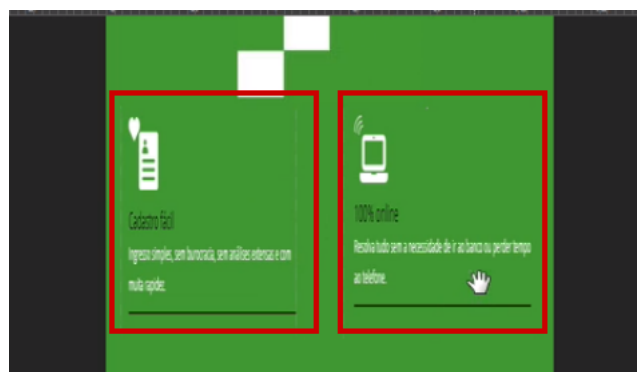 Cadastro fácil
Ingresso simples, sem burocracia, sem análises extensas e com
muita rapidez.
100% online
Resolva tudo sem a necessidade de ir ao banco ou perder tempo
ao telefone.